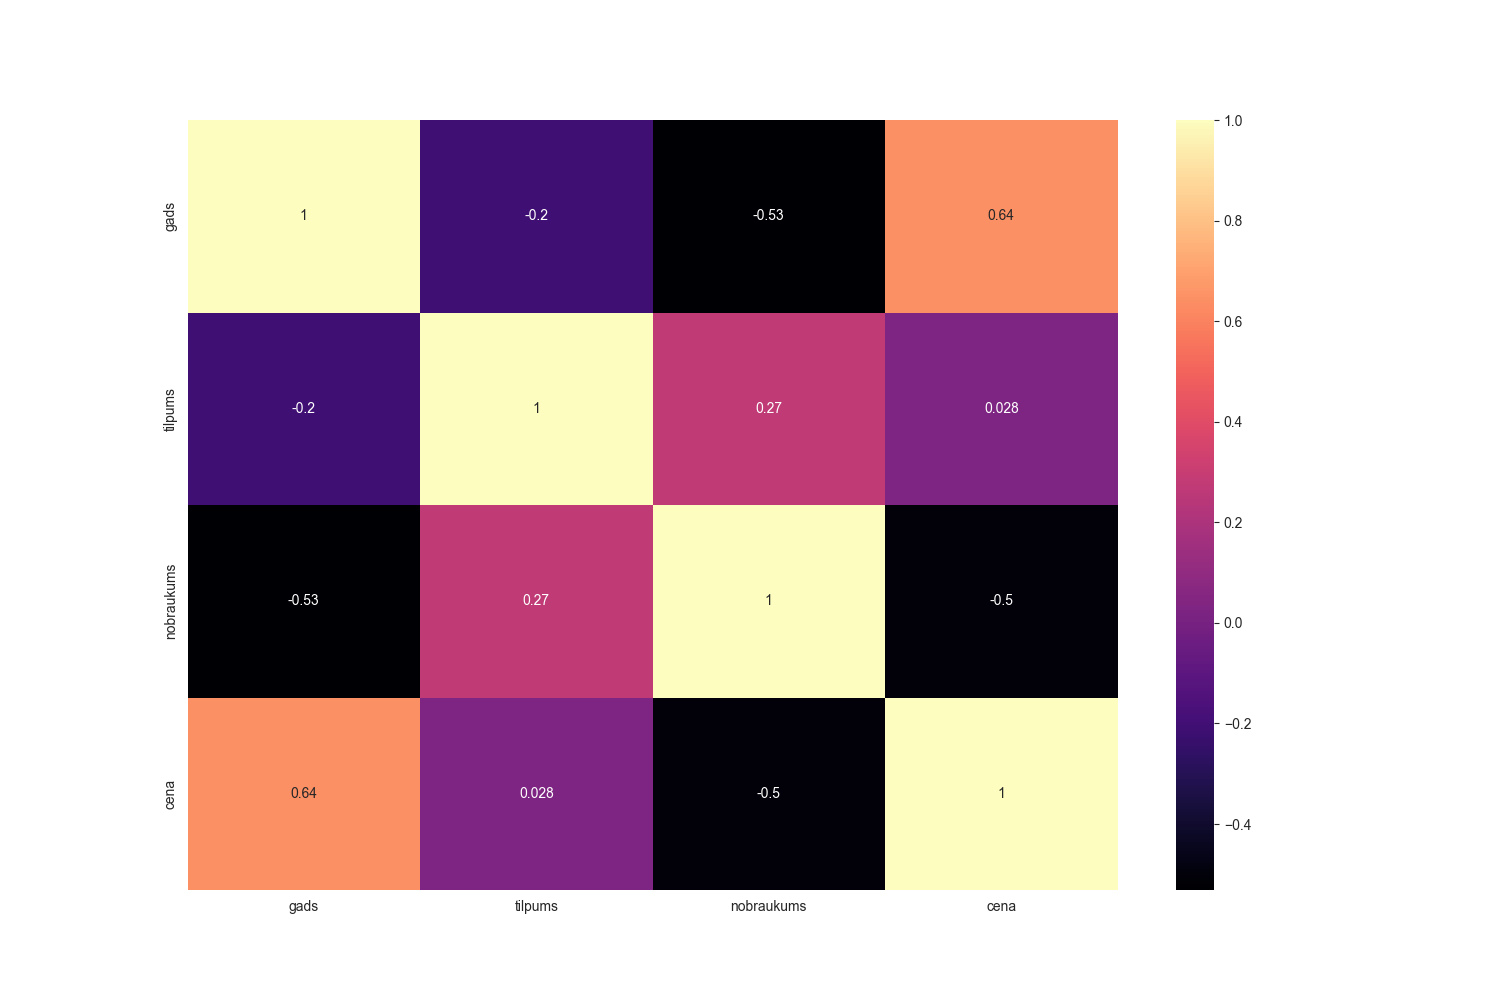 gads 1 -0.2 -0.53 0.64
tilpums -0.2 1 0.27 0.028
nobraukums -0.53 0.27 1 -0.5
cena 0.64 0.028 -0.5 1
gads tilpums nobraukums cena
1.0
0.8
0.6
0.4
0.2
0.0
−0.2
−0.4